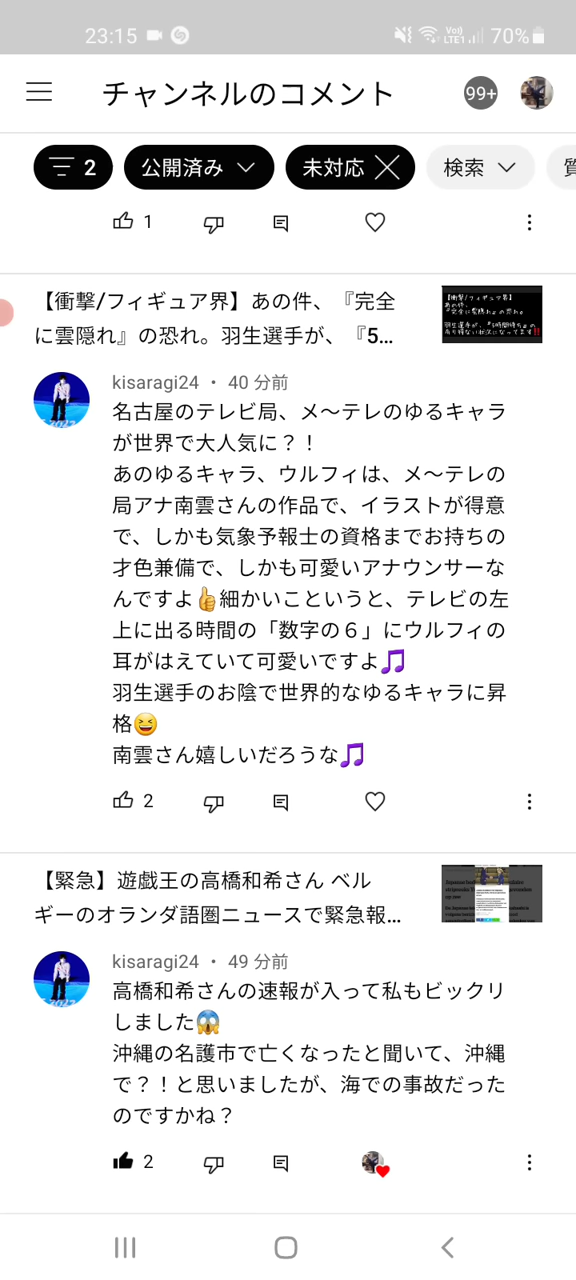 23:15
Vo))
LTE1
70%
チャンネルのコメント
99+
2
公開済み
未対応
検索
質
1
【衝撃/フィギュア界】あの件、『完全
に雲隠れ』の恐れ。羽生選手が、『5...
kisaragi24 • 40 分前
名古屋のテレビ局、メ〜テレのゆるキャラ
が世界で大人気に？！
あのゆるキャラ、ウルフィは、メ〜テレの
局アナ南雲さんの作品で、イラストが得意
で、しかも気象予報士の資格までお持ちの
才色兼備で、しかも可愛いアナウンサーな
んですよ👍細かいこというと、テレビの左
上に出る時間の「数字の６」にウルフィの
耳がはえていて可愛いですよ🎵
羽生選手のお陰で世界的なゆるキャラに昇
格😆
南雲さん嬉しいだろうな🎵
2
【緊急】遊戯王の高橋和希さん ベル
ギーのオランダ語圏ニュースで緊急報...
kisaragi24 • 49 分前
高橋和希さんの速報が入って私もビックリ
しました😱
沖縄の名護市で亡くなったと聞いて、沖縄
で？！と思いましたが、海での事故だった
のですかね？
2